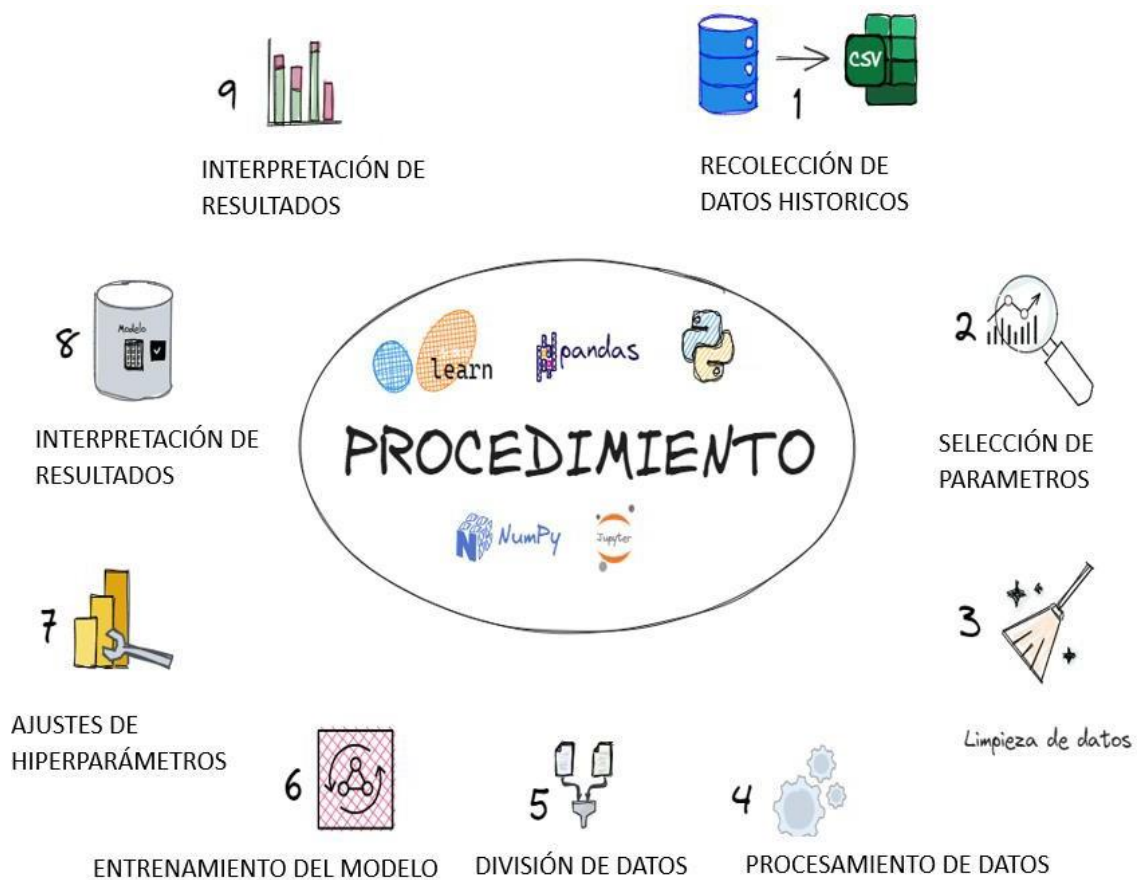 9
INTERPRETACIÓN DE
RESULTADOS
CSV
1
RECOLECCIÓN DE
DATOS HISTORICOS
8
Modelo
INTERPRETACIÓN DE
RESULTADOS
learn
pandas
PROCEDIMIENTO
NumPy
Jupyter
2
SELECCIÓN DE
PARAMETROS
3
Limpieza de datos
7
AJUSTES DE
HIPERPARÁMETROS
6
ENTRENAMIENTO DEL MODELO
5
DIVISIÓN DE DATOS
4
PROCESAMIENTO DE DATOS